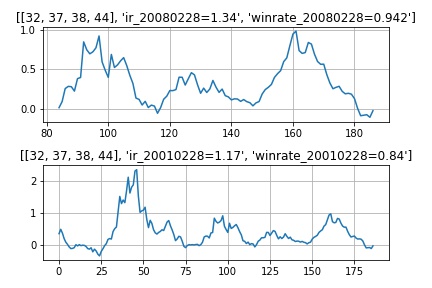 [[32, 37, 38, 44], 'ir_20080228=1.34', 'winrate_20080228=0.942']
1.0
0.5
0.0
80 100 120 140 160 180
[[32, 37, 38, 44], 'ir_20010228=1.17', 'winrate_20010228=0.84']
2
1
0
0 25 50 75 100 125 150 175